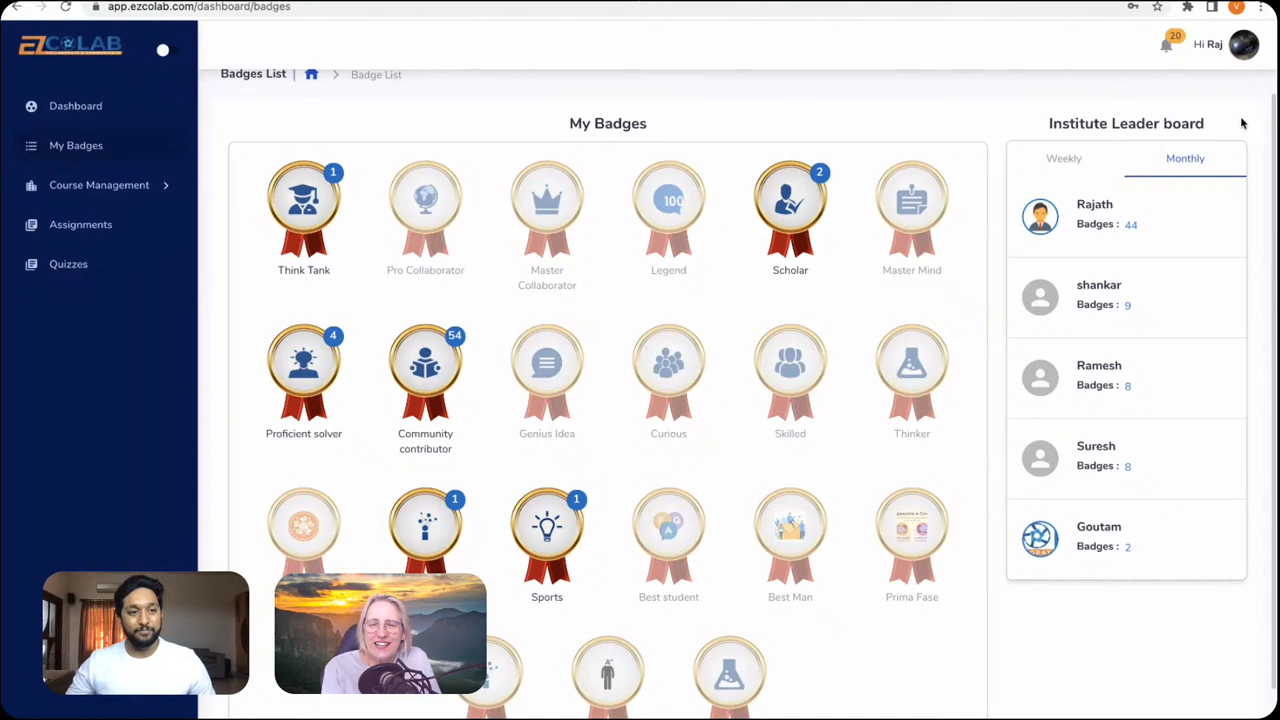 app.ezcolab.com/dashboard/badges
EZCOLAB
20
Hi Raj
Badges List | > Badge List
Dashboard
My Badges
Course Management
Assignments
Quizzes
My Badges
Institute Leader board
1
100
2
Think Tank
Pro Collaborator
Master
Collaborator
Legend
Scholar
Master Mind
4
54
Proficient solver
Community
contributor
Genius Idea
Curious
Skilled
Thinker
1
1
Sports
Best student
Best Man
Prima Fase
Weekly
Monthly
Rajath
Badges : 44
shankar
Badges : 9
Ramesh
Badges : 8
Suresh
Badges : 8
Goutam
Badges : 2